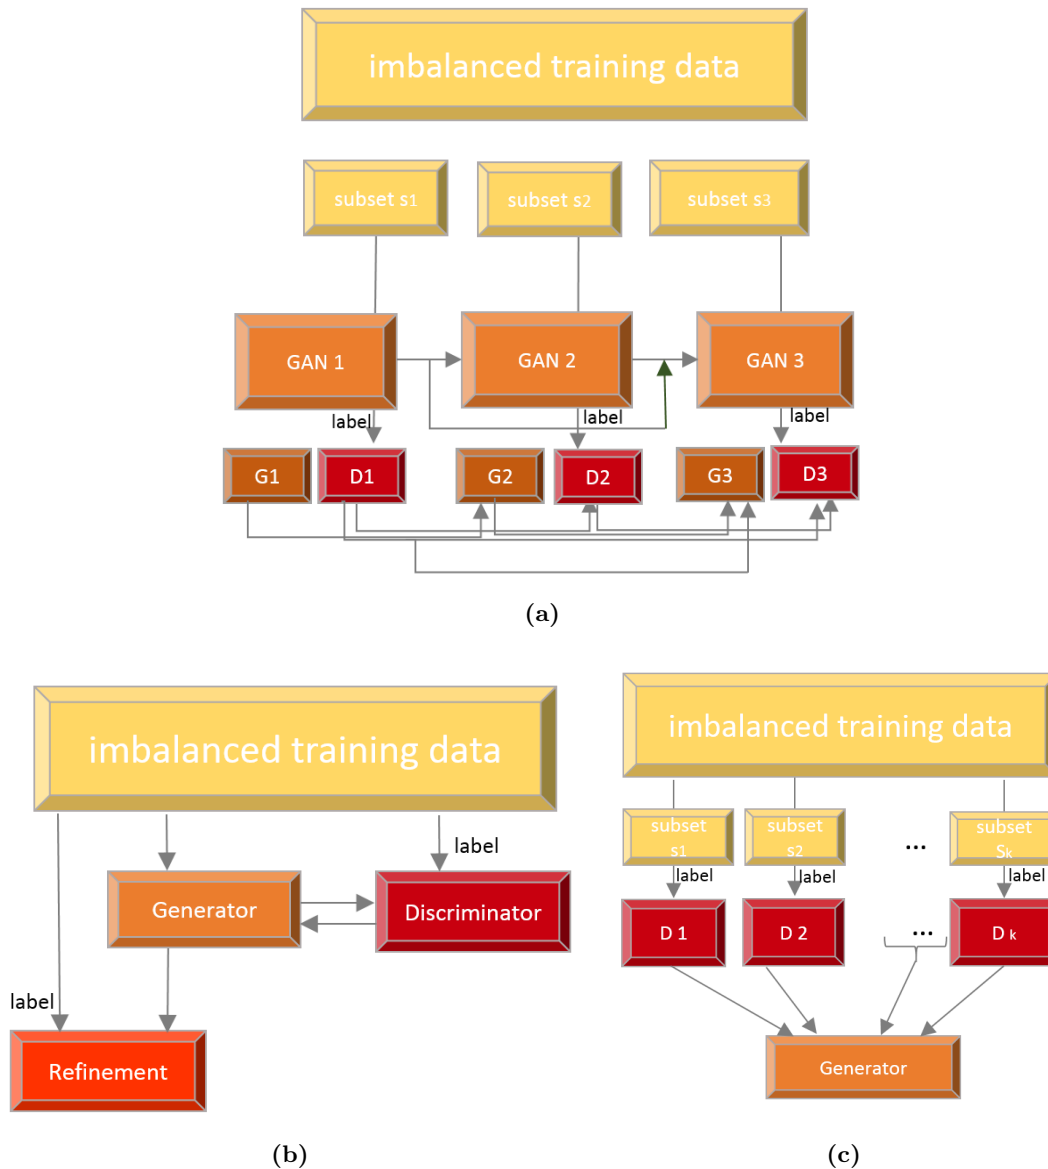 imbalanced training data
subset s1
subset s2
subset s3
GAN 1
GAN 2
GAN 3
label
label
label
G1
D1
G2
D2
G3
D3
(a)
imbalanced training data
label
Generator
Discriminator
label
Refinement
(b)
imbalanced training data
subset
s1
subset
s2
...
subset
Sk
label
label
label
D 1
D 2
...
D k
Generator
(c)